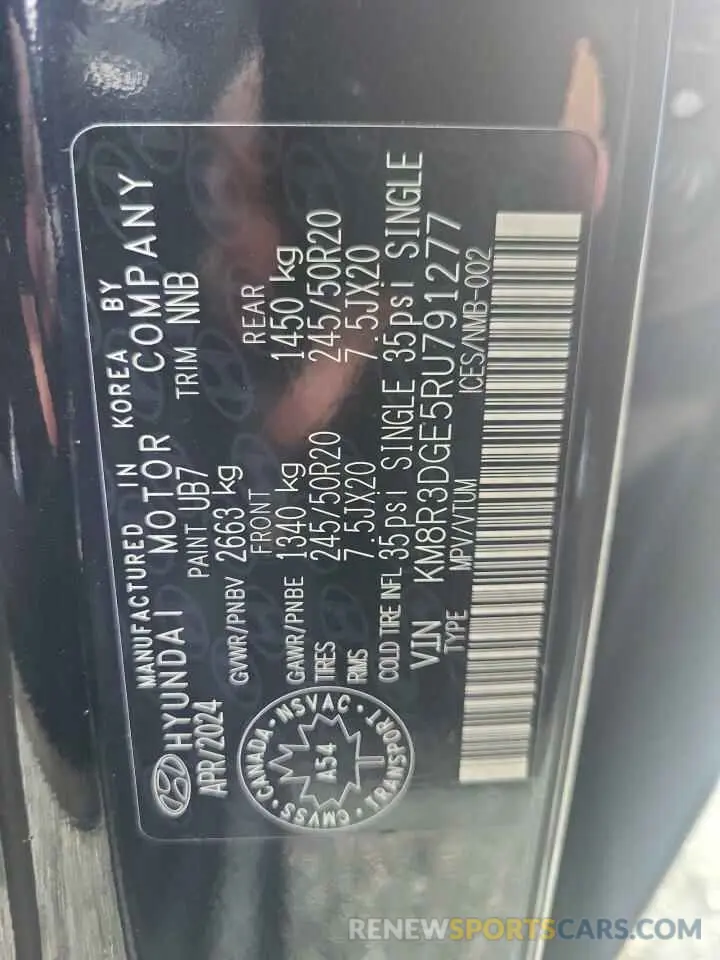 MANUFACTURED IN KOREA BY
HYUNDAI MOTOR COMPANY
APR/2024 PAINT UB7 TRIM NNB
GVWR/PNBV 2663 kg
FRONT REAR
GAWR/PNBE 1340 kg 1450 kg
TIRES 245/50R20 245/50R20
RIMS 7.5JX20 7.5JX20
COLD TIRE INFL 35psi SINGLE 35psi SINGLE
VIN KM8R3DGE5RU791277
TYPE MPV/VTUM ICES/NMB-002
CANADA · NSVAC · TRANSPORT · CMVSS ·
A54
RENEWSPORTSCARS.COM